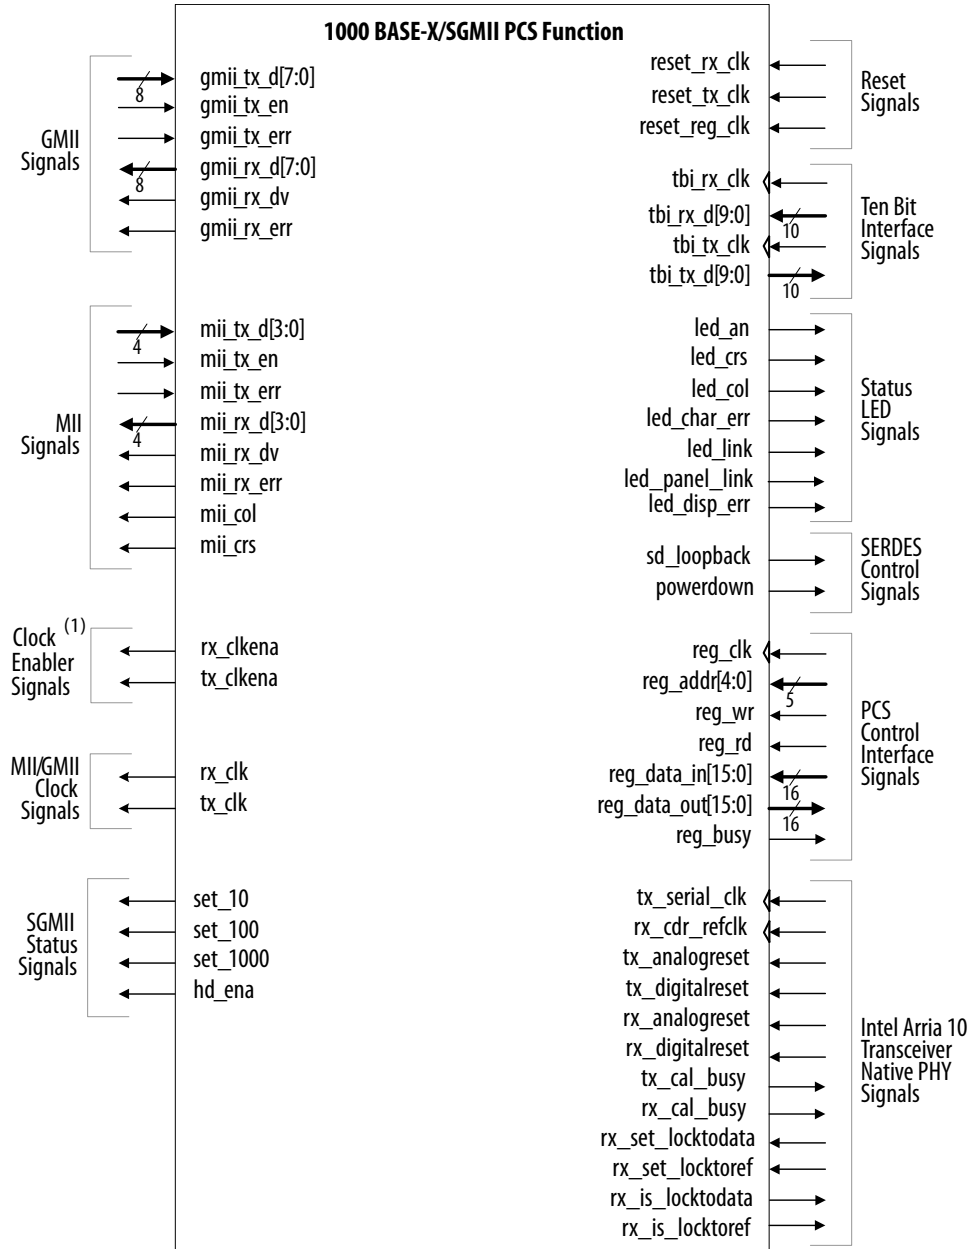 1000 BASE-X/SGMII PCS Function
GMII
Signals
8
gmii_tx_d[7:0]
gmii_tx_en
gmii_tx_err
8
gmii_rx_d[7:0]
gmii_rx_dv
gmii_rx_err
MII
Signals
4
mii_tx_d[3:0]
mii_tx_en
mii_tx_err
4
mii_rx_d[3:0]
mii_rx_dv
mii_rx_err
mii_col
mii_crs
Clock (1)
Enabler
Signals
rx_clkena
tx_clkena
MII/GMII
Clock
Signals
rx_clk
tx_clk
SGMII
Status
Signals
set_10
set_100
set_1000
hd_ena
reset_rx_clk
reset_tx_clk
reset_reg_clk
Reset
Signals
tbi_rx_clk
tbi_rx_d[9:0]
10
tbi_tx_clk
tbi_tx_d[9:0]
10
Ten Bit
Interface
Signals
led_an
led_crs
led_col
led_char_err
led_link
led_panel_link
led_disp_err
Status
LED
Signals
sd_loopback
powerdown
SERDES
Control
Signals
reg_clk
reg_addr[4:0]
5
reg_wr
reg_rd
reg_data_in[15:0]
16
reg_data_out[15:0]
16
reg_busy
PCS
Control
Interface
Signals
tx_serial_clk
rx_cdr_refclk
tx_analogreset
tx_digitalreset
rx_analogreset
rx_digitalreset
tx_cal_busy
rx_cal_busy
rx_set_locktodata
rx_set_locktoref
rx_is_locktodata
rx_is_locktoref
Intel Arria 10
Transceiver
Native PHY
Signals